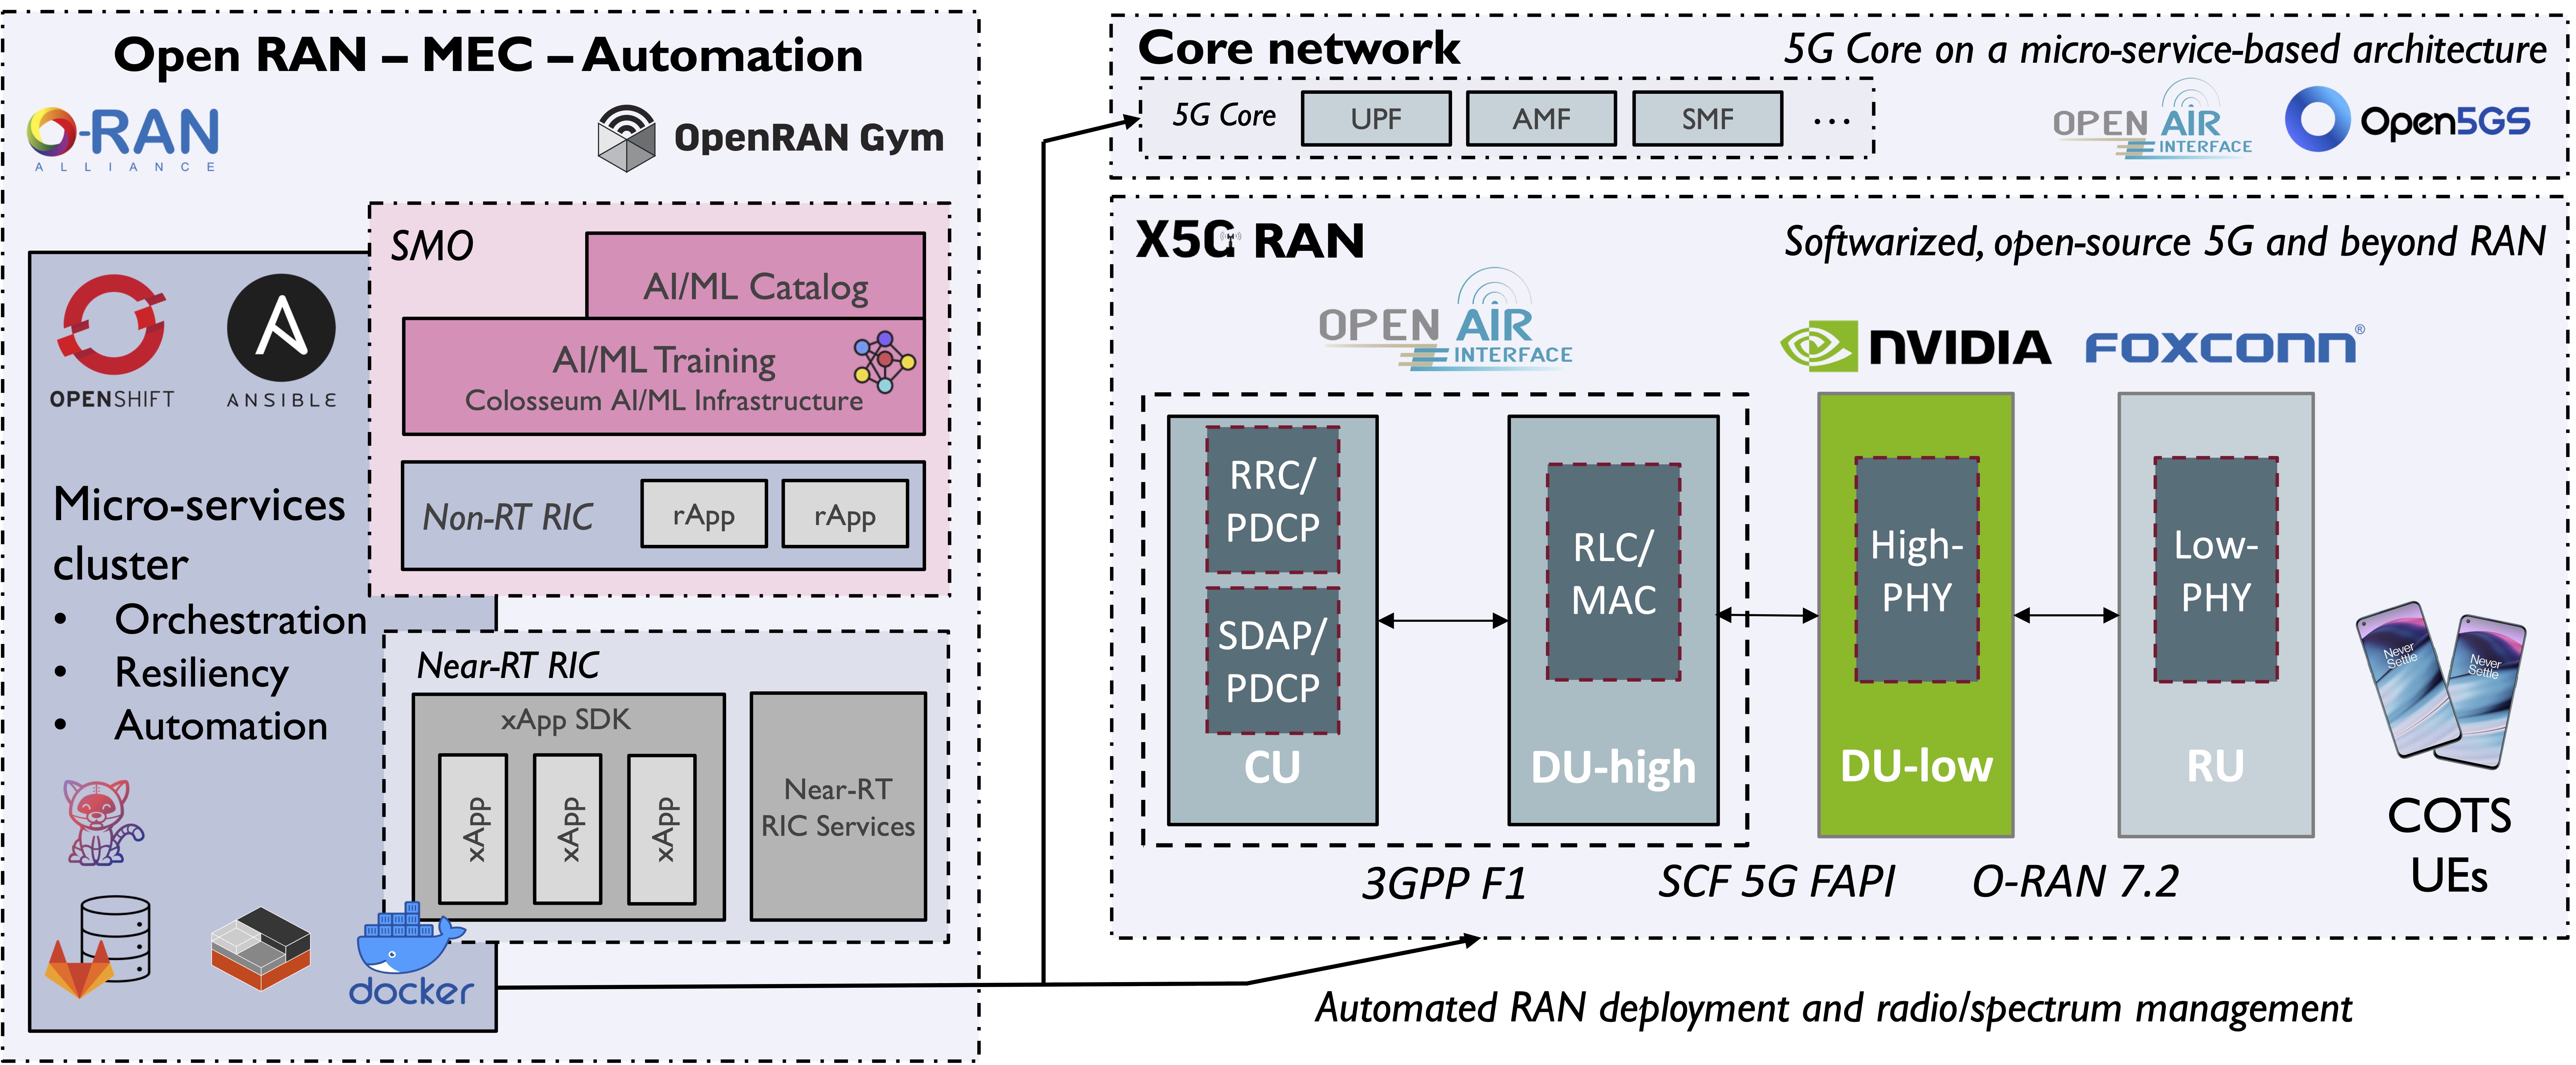 Open RAN – MEC – Automation
O-RAN
ALLIANCE
OpenRAN Gym
SMO
AI/ML Catalog
AI/ML Training
Colosseum AI/ML Infrastructure
Non-RT RIC
rApp
rApp
OPENSHIFT
ANSIBLE
Micro-services
cluster
• Orchestration
• Resiliency
• Automation
Near-RT RIC
xApp SDK
xApp
xApp
xApp
Near-RT
RIC Services
docker
Core network
5G Core on a micro-service-based architecture
5G Core
UPF
AMF
SMF
...
OPEN AIR
INTERFACE
Open5GS
X5G RAN
Softwarized, open-source 5G and beyond RAN
OPEN AIR
INTERFACE
NVIDIA
FOXCONN®
RRC/
PDCP
SDAP/
PDCP
CU
RLC/
MAC
DU-high
High-
PHY
DU-low
Low-
PHY
RU
Never
Settle
Never
Settle
COTS
UEs
3GPP F1
SCF 5G FAPI
O-RAN 7.2
Automated RAN deployment and radio/spectrum management